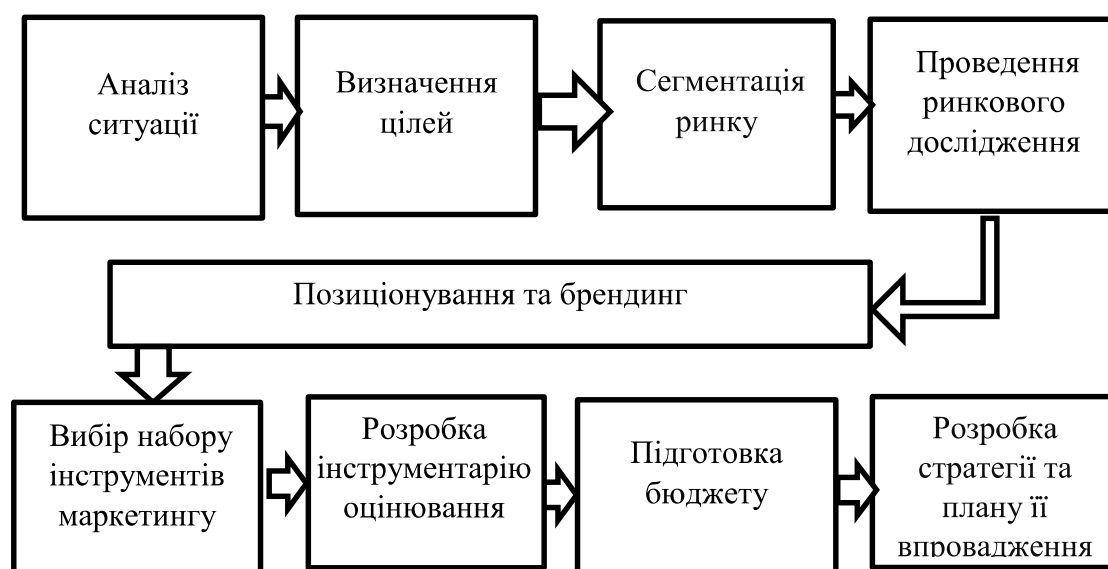 Аналіз
ситуації
Визначення
цілей
Сегментація
ринку
Проведення
ринкового
дослідження
Позиціонування та брендинг
Вибір набору
інструментів
маркетингу
Розробка
інструментарію
оцінювання
Підготовка
бюджету
Розробка
стратегії та
плану її
впровадження